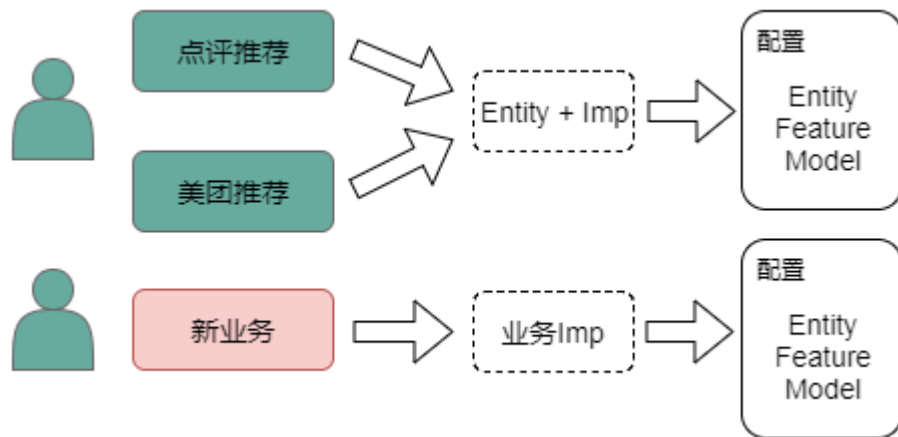 点评推荐
美团推荐
Entity + Imp
配置
Entity
Feature
Model
新业务
业务Imp
配置
Entity
Feature
Model